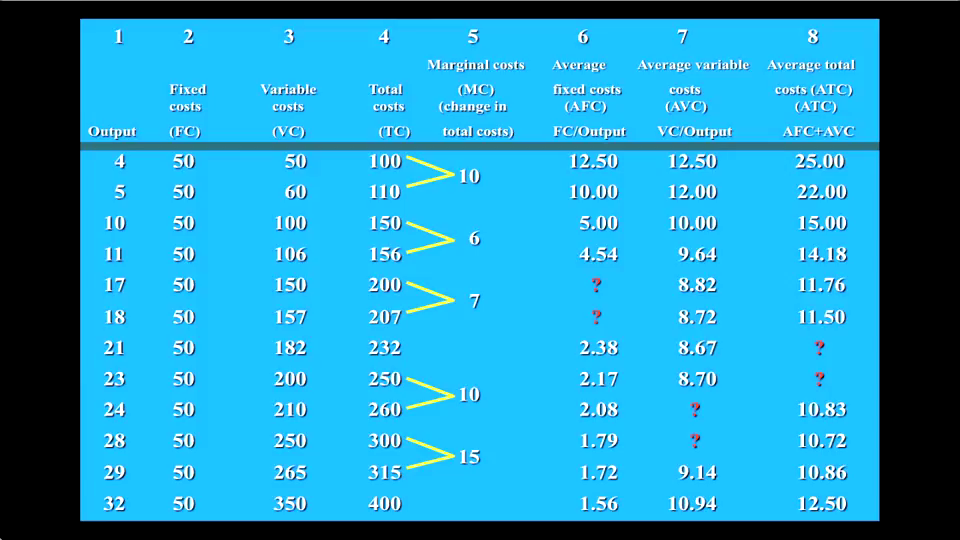 1 2 3 4 5 6 7 8
Marginal costs Average Average variable Average total
Fixed Variable Total (MC) fixed costs costs costs (ATC)
costs costs costs (change in (AFC) (AVC) (ATC)
Output (FC) (VC) (TC) total costs) FC/Output VC/Output AFC+AVC
4 50 50 100 12.50 12.50 25.00
10
5 50 60 110 10.00 12.00 22.00
10 50 100 150 5.00 10.00 15.00
6
11 50 106 156 4.54 9.64 14.18
17 50 150 200 ? 8.82 11.76
7
18 50 157 207 ? 8.72 11.50
21 50 182 232 2.38 8.67 ?
23 50 200 250 2.17 8.70 ?
10
24 50 210 260 2.08 ? 10.83
28 50 250 300 1.79 ? 10.72
15
29 50 265 315 1.72 9.14 10.86
32 50 350 400 1.56 10.94 12.50